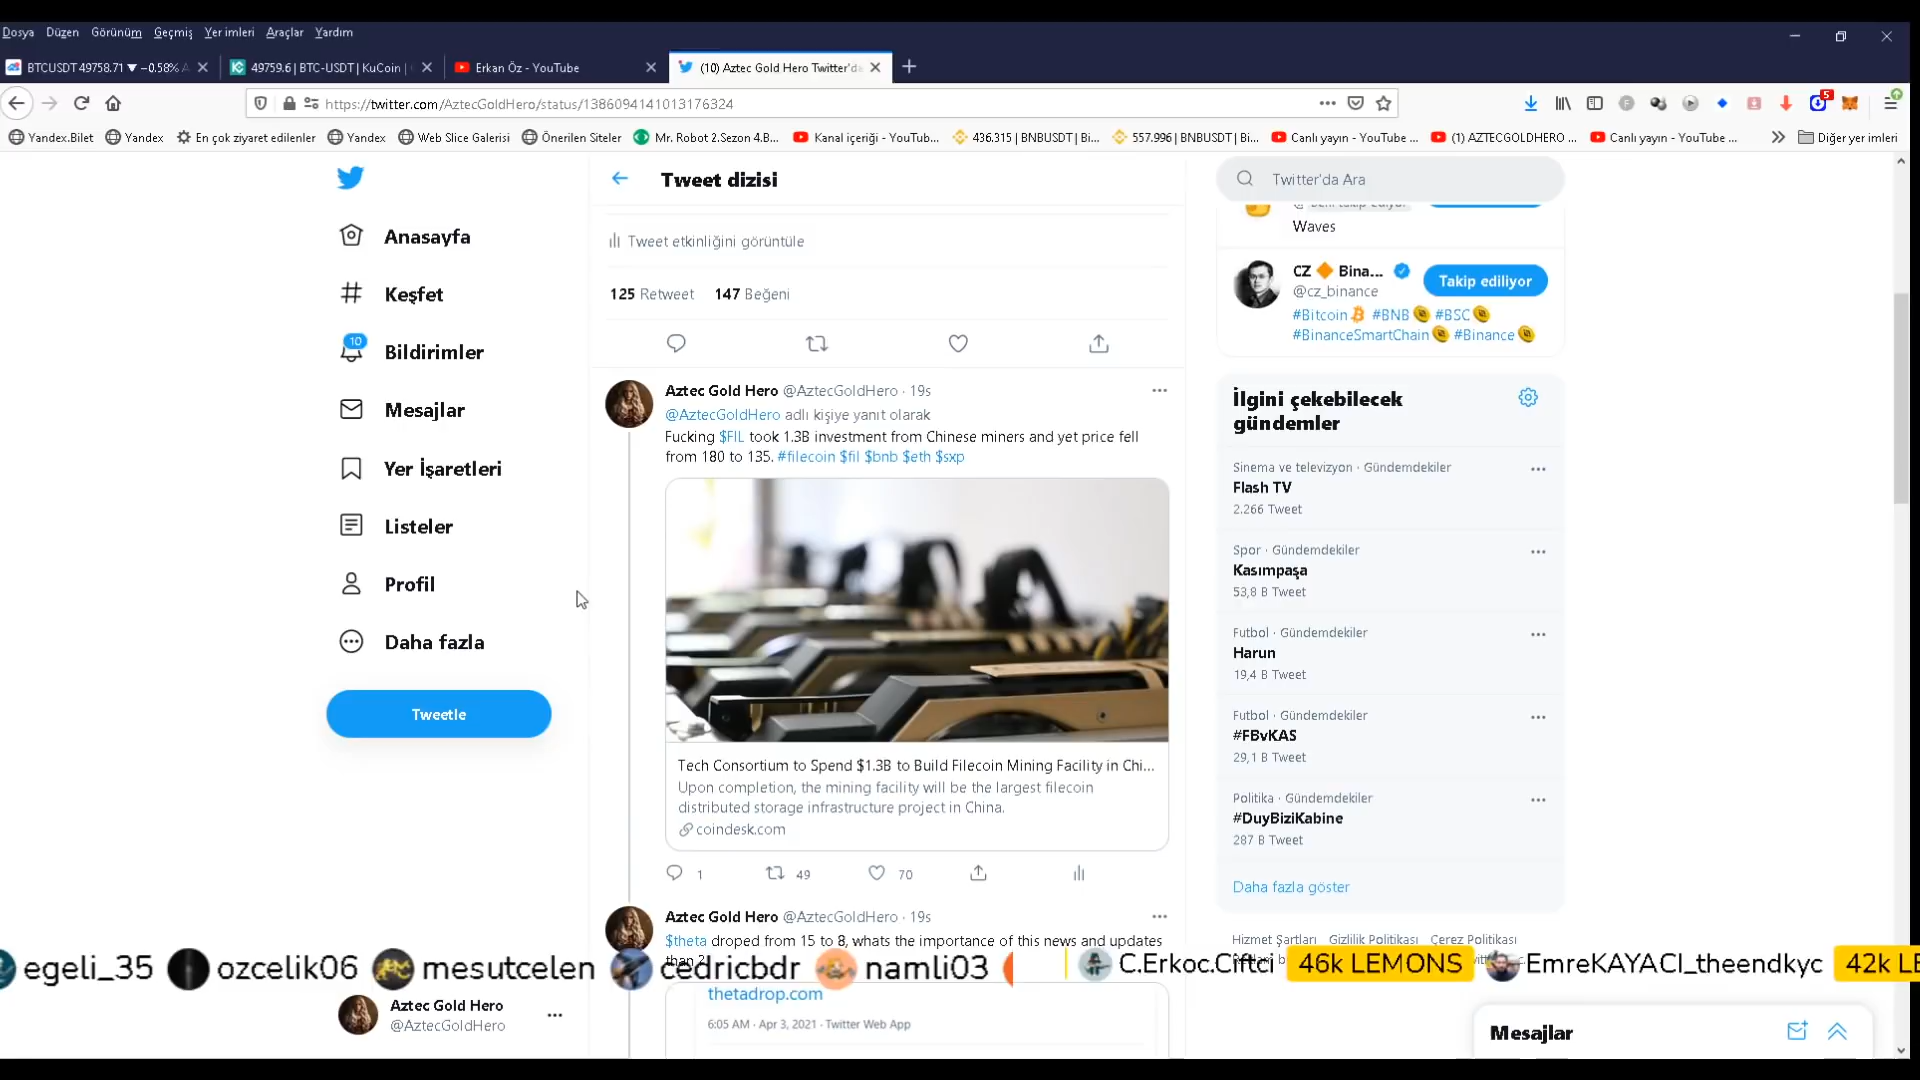 Dosya Düzen Görünüm Geçmiş Yer imleri Araçlar Yardım
BTCUSDT 49758.71 ▼ −0.58%
49759.6 | BTC-USDT | KuCoin |
Erkan Öz - YouTube
(10) Aztec Gold Hero Twitter'da
https://twitter.com/AztecGoldHero/status/1386094141013176324
5
Yandex.Bilet Yandex En çok ziyaret edilenler Yandex Web Slice Galerisi Önerilen Siteler Mr. Robot 2.Sezon 4.B... Kanal içeriği - YouTub... 436.315 | BNBUSDT | Bi... 557.996 | BNBUSDT | Bi... Canlı yayın - YouTube ... (1) AZTECGOLDHERO ... Canlı yayın - YouTube ... Diğer yer imleri
Anasayfa
Keşfet
10
Bildirimler
Mesajlar
Yer İşaretleri
Listeler
Profil
Daha fazla
Tweetle
Aztec Gold Hero
@AztecGoldHero
Tweet dizisi
Tweet etkinliğini görüntüle
125 Retweet 147 Beğeni
Aztec Gold Hero @AztecGoldHero · 19s
@AztecGoldHero adlı kişiye yanıt olarak
Fucking $FIL took 1.3B investment from Chinese miners and yet price fell
from 180 to 135. #filecoin $fil $bnb $eth $sxp
Tech Consortium to Spend $1.3B to Build Filecoin Mining Facility in Chi...
Upon completion, the mining facility will be the largest filecoin
distributed storage infrastructure project in China.
coindesk.com
1 49 70
Aztec Gold Hero @AztecGoldHero · 19s
$theta droped from 15 to 8, whats the importance of this news and updates
than ?
thetadrop.com
6:05 AM · Apr 3, 2021 · Twitter Web App
Twitter'da Ara
Waves
CZ Bina... Takip ediliyor
@cz_binance
#Bitcoin #BNB #BSC
#BinanceSmartChain #Binance
İlgini çekebilecek
gündemler
Sinema ve televizyon · Gündemdekiler
Flash TV
2.266 Tweet
Spor · Gündemdekiler
Kasımpaşa
53,8 B Tweet
Futbol · Gündemdekiler
Harun
19,4 B Tweet
Futbol · Gündemdekiler
#FBvKAS
29,1 B Tweet
Politika · Gündemdekiler
#DuyBiziKabine
287 B Tweet
Daha fazla göster
Hizmet Şartları Gizlilik Politikası Çerez Politikası
egeli_35 ozcelik06 mesutcelen cedricbdr namli03 C.Erkoc.Ciftci 46k LEMONS EmreKAYACI_theendkyc 42k LE
Mesajlar